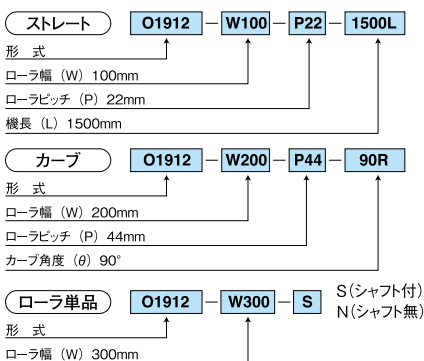 ストレート O1912 － W100 － P22 － 1500L
形　式
ローラ幅（W）100mm
ローラピッチ（P）22mm
機長（L）1500mm
カーブ O1912 － W200 － P44 － 90R
形　式
ローラ幅（W）200mm
ローラピッチ（P）44mm
カーブ角度（θ）90°
ローラ単品 O1912 － W300 － S S（シャフト付）
N（シャフト無）
形　式
ローラ幅（W）300mm